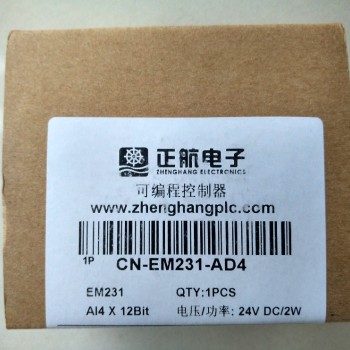 正航电子
ZHENGHANG ELECTRONICS
可编程控制器
www.zhenghangplc.com
1P CN-EM231-AD4
EM231 QTY:1PCS
AI4 X 12Bit 电压/功率: 24V DC/2W